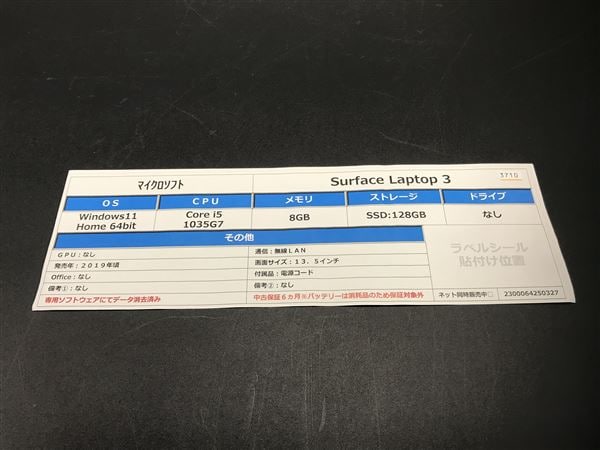 ﾏｲｸﾛｿﾌﾄ
Surface Laptop 3
3710
ＯＳ
ＣＰＵ
メモリ
ストレージ
ドライブ
Windows11
Home 64bit
Core i5
1035G7
8GB
SSD:128GB
なし
その他
ＧＰＵ：なし
通信：無線ＬＡＮ
発売年：２０１９年頃
画面サイズ：１３．５インチ
Office：なし
付属品：電源コード
備考①：なし
備考②：なし
専用ソフトウェアにてデータ消去済み
中古保証６カ月※バッテリーは消耗品のため保証対象外
ラベルシール
貼付け位置
ネット同時販売中□
2300064250327